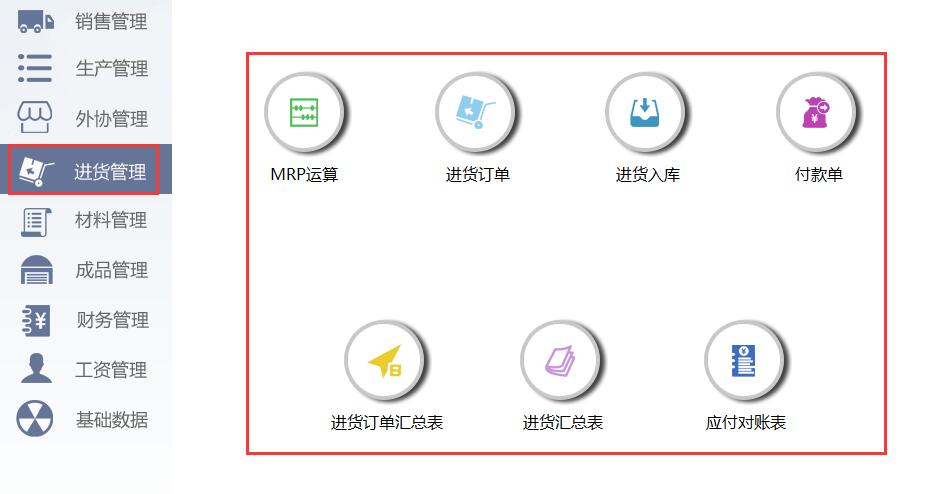 销售管理
生产管理
外协管理
进货管理
材料管理
成品管理
财务管理
工资管理
基础数据
MRP运算
进货订单
进货入库
付款单
进货订单汇总表
进货汇总表
应付对账表